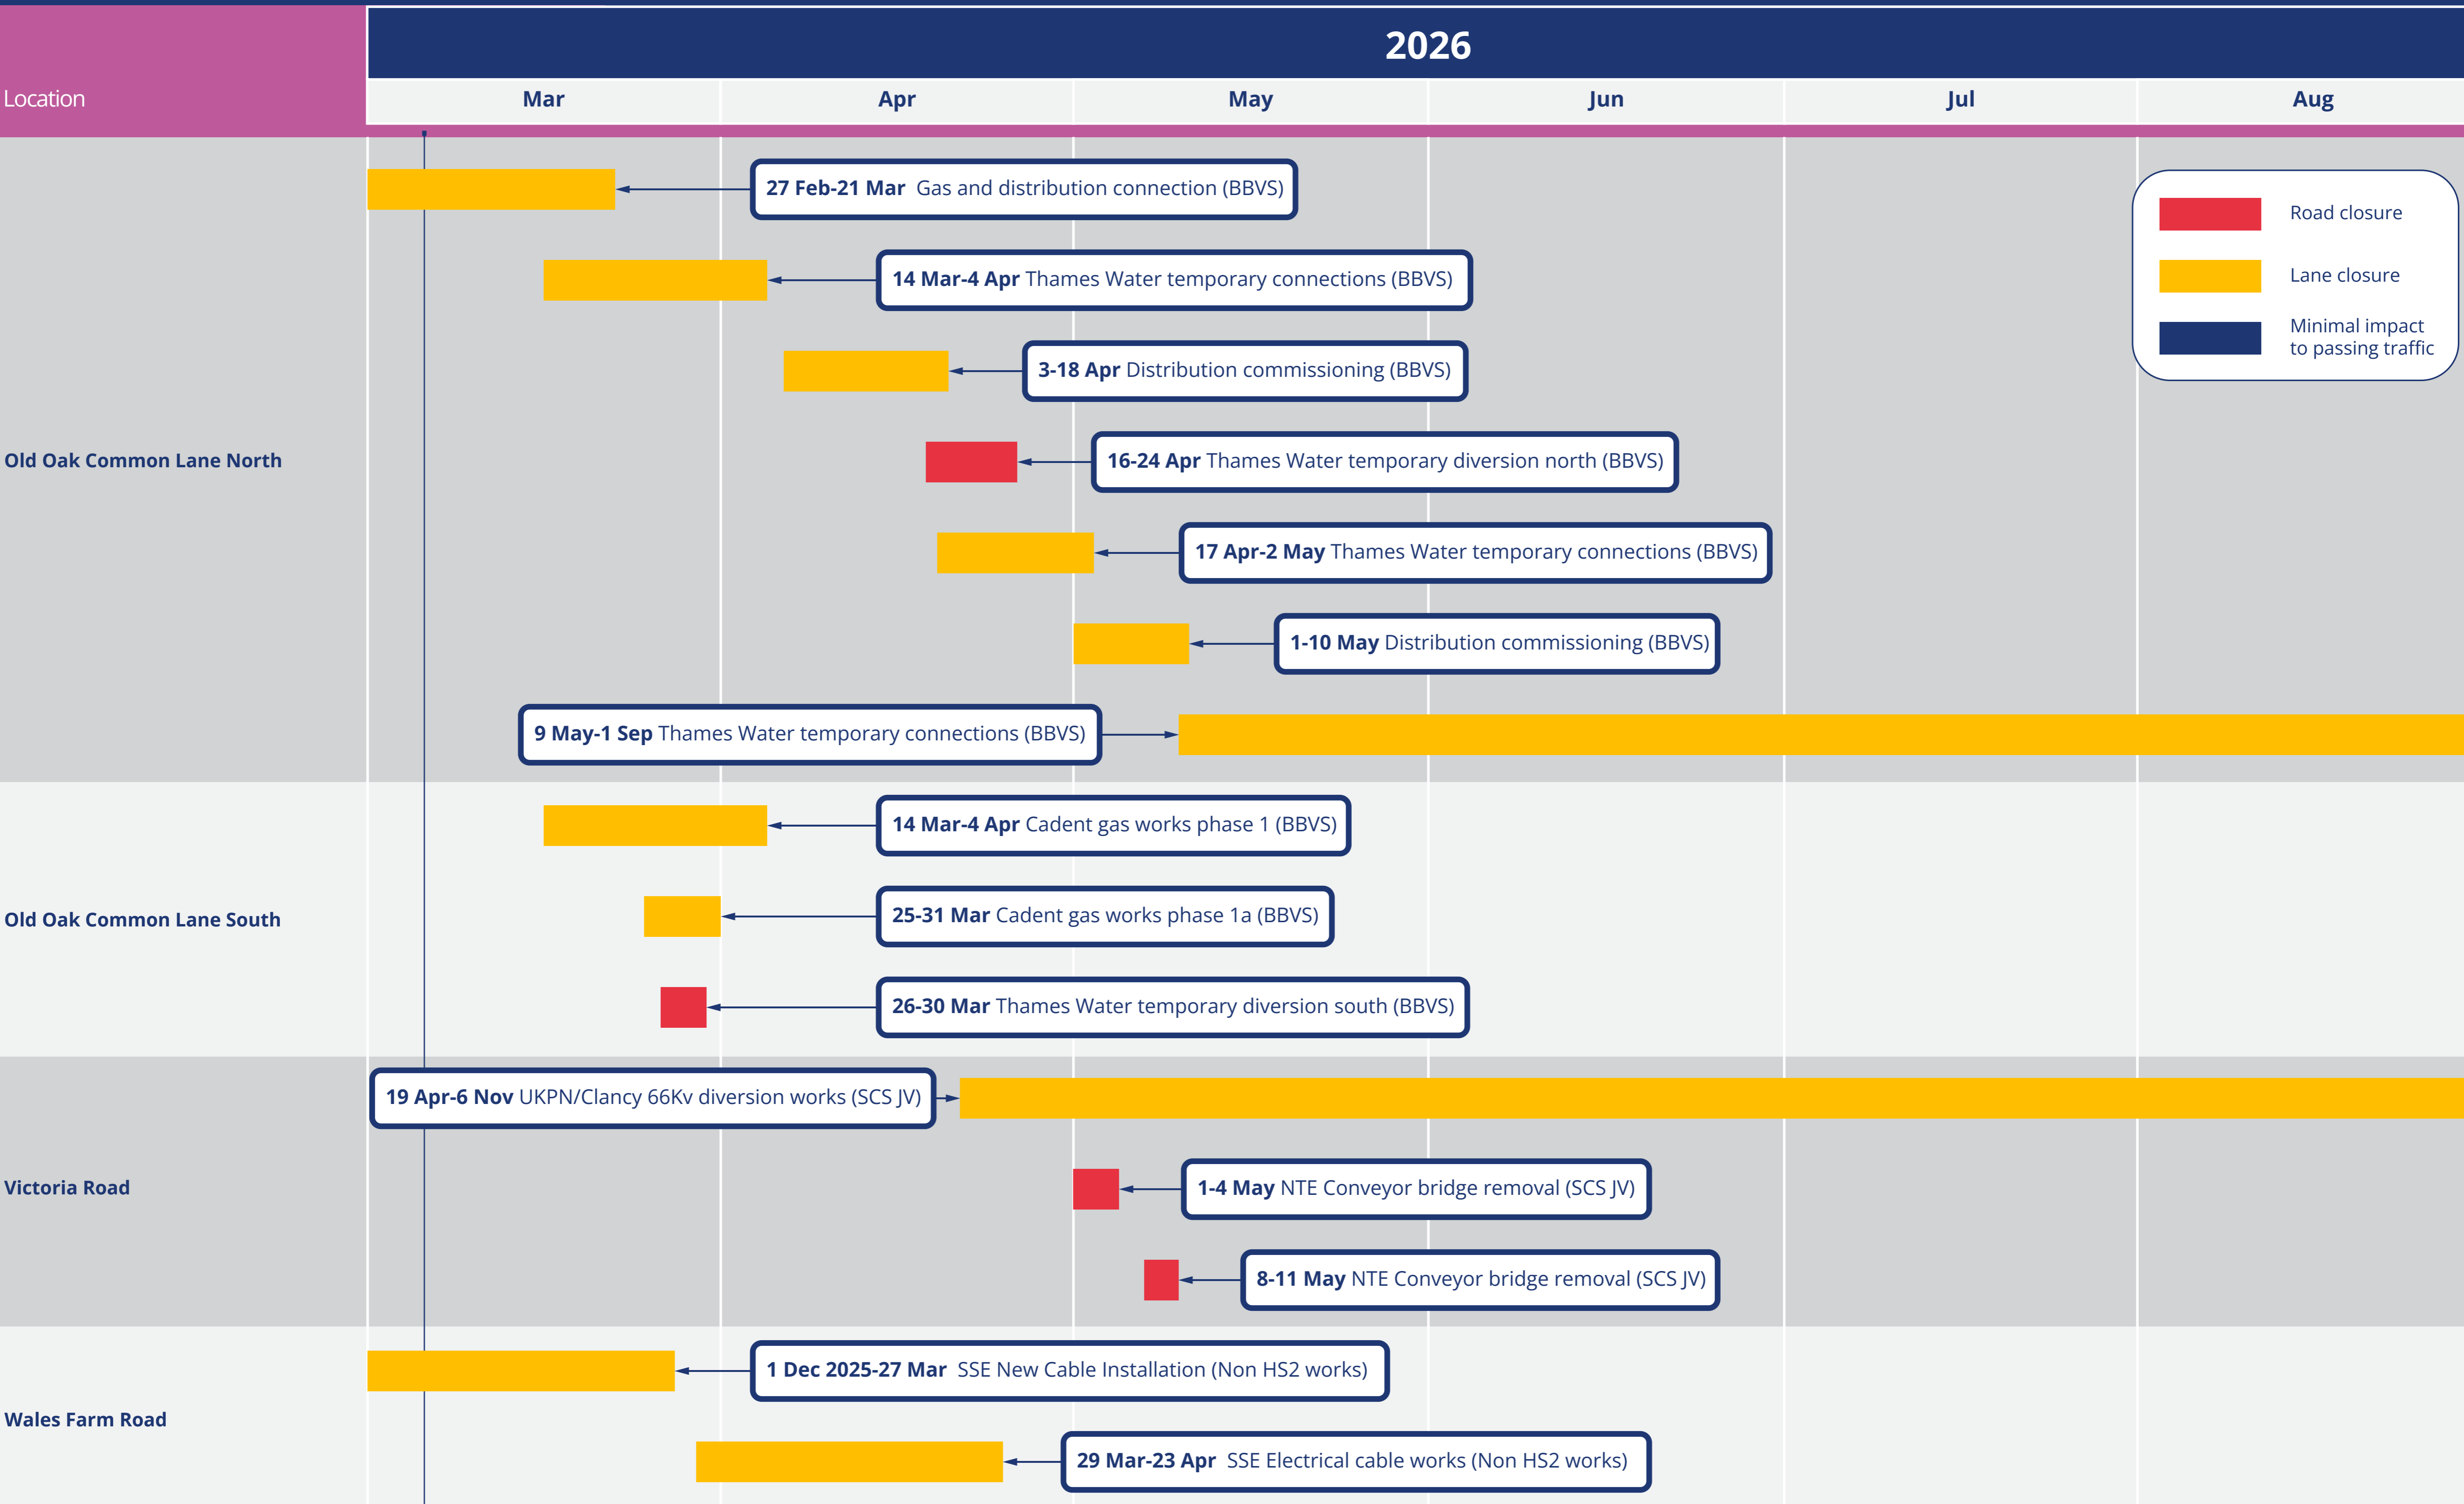 2026
Location
Mar
Apr
May
Jun
Jul
Aug
Road closure
Lane closure
Minimal impact
to passing traffic
Old Oak Common Lane North
27 Feb-21 Mar Gas and distribution connection (BBVS)
14 Mar-4 Apr Thames Water temporary connections (BBVS)
3-18 Apr Distribution commissioning (BBVS)
16-24 Apr Thames Water temporary diversion north (BBVS)
17 Apr-2 May Thames Water temporary connections (BBVS)
1-10 May Distribution commissioning (BBVS)
9 May-1 Sep Thames Water temporary connections (BBVS)
Old Oak Common Lane South
14 Mar-4 Apr Cadent gas works phase 1 (BBVS)
25-31 Mar Cadent gas works phase 1a (BBVS)
26-30 Mar Thames Water temporary diversion south (BBVS)
Victoria Road
19 Apr-6 Nov UKPN/Clancy 66Kv diversion works (SCS JV)
1-4 May NTE Conveyor bridge removal (SCS JV)
8-11 May NTE Conveyor bridge removal (SCS JV)
Wales Farm Road
1 Dec 2025-27 Mar SSE New Cable Installation (Non HS2 works)
29 Mar-23 Apr SSE Electrical cable works (Non HS2 works)